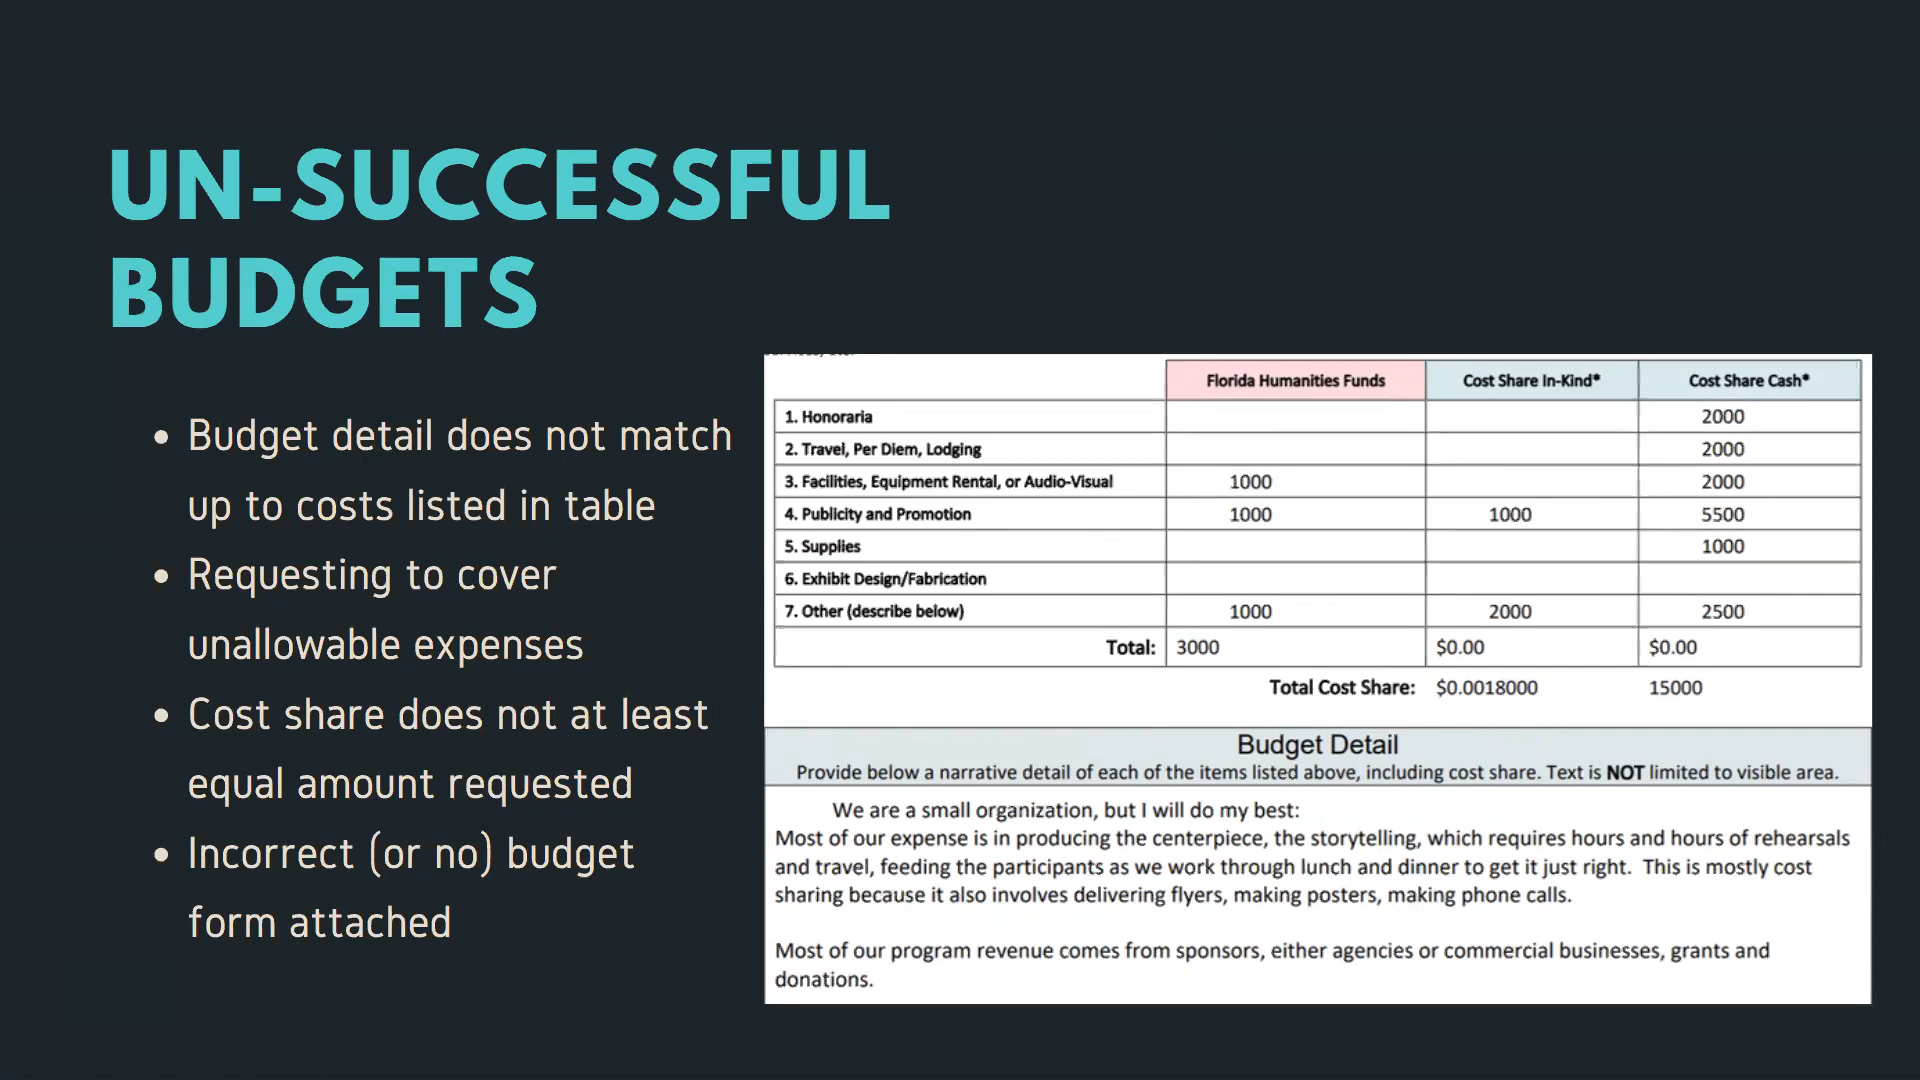 UN-SUCCESSFUL
BUDGETS
• Budget detail does not match
up to costs listed in table
• Requesting to cover
unallowable expenses
• Cost share does not at least
equal amount requested
• Incorrect (or no) budget
form attached
Florida Humanities Funds Cost Share In-Kind* Cost Share Cash*
1. Honoraria 2000
2. Travel, Per Diem, Lodging 2000
3. Facilities, Equipment Rental, or Audio-Visual 1000 2000
4. Publicity and Promotion 1000 1000 5500
5. Supplies 1000
6. Exhibit Design/Fabrication
7. Other (describe below) 1000 2000 2500
Total: 3000 $0.00 $0.00
Total Cost Share: $0.0018000 15000
Budget Detail
Provide below a narrative detail of each of the items listed above, including cost share. Text is NOT limited to visible area.
We are a small organization, but I will do my best:
Most of our expense is in producing the centerpiece, the storytelling, which requires hours and hours of rehearsals
and travel, feeding the participants as we work through lunch and dinner to get it just right. This is mostly cost
sharing because it also involves delivering flyers, making posters, making phone calls.
Most of our program revenue comes from sponsors, either agencies or commercial businesses, grants and
donations.